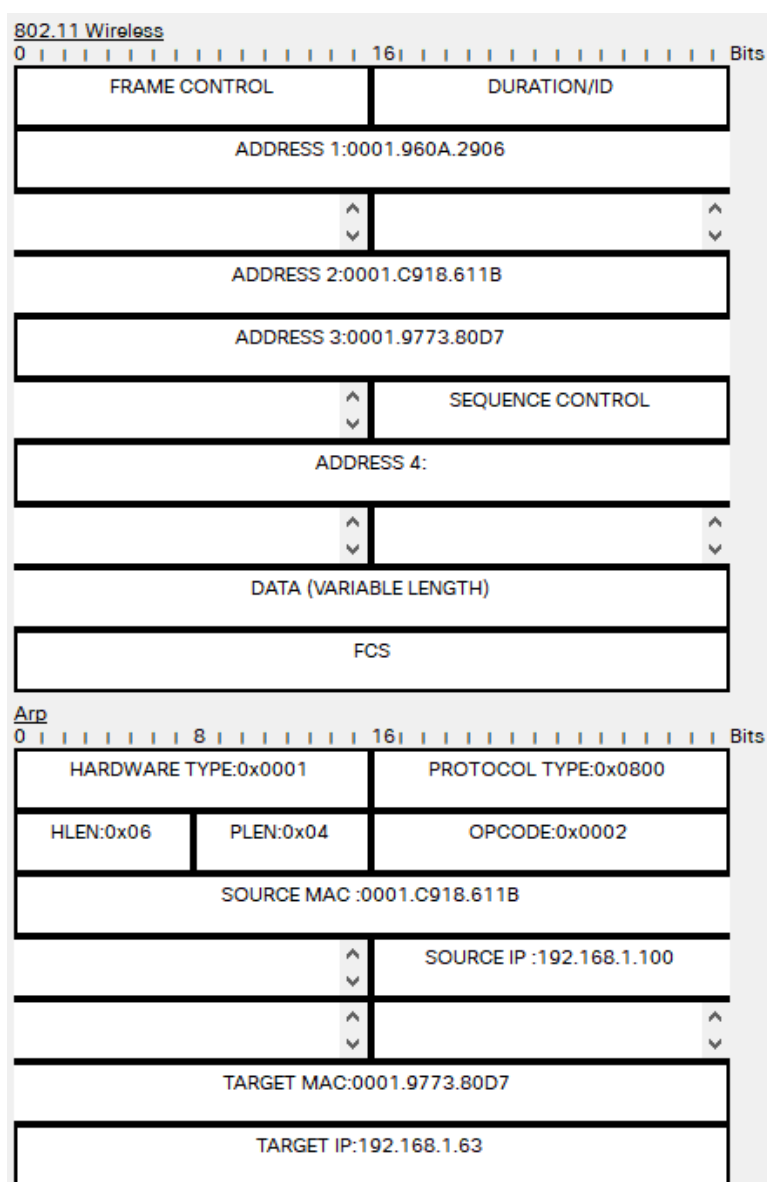 802.11 Wireless
0 16 Bits
FRAME CONTROL DURATION/ID
ADDRESS 1:0001.960A.2906
ADDRESS 2:0001.C918.611B
ADDRESS 3:0001.9773.80D7
SEQUENCE CONTROL
ADDRESS 4:
DATA (VARIABLE LENGTH)
FCS
Arp
0 8 16 Bits
HARDWARE TYPE:0x0001 PROTOCOL TYPE:0x0800
HLEN:0x06 PLEN:0x04 OPCODE:0x0002
SOURCE MAC :0001.C918.611B
SOURCE IP :192.168.1.100
TARGET MAC:0001.9773.80D7
TARGET IP:192.168.1.63